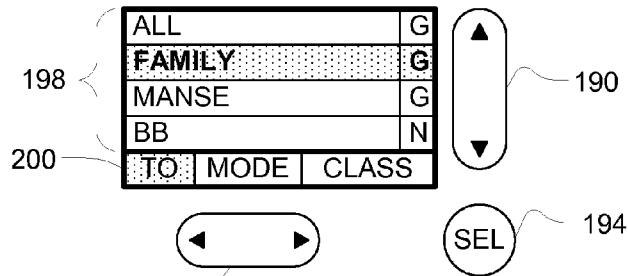 ALL G
FAMILY G
198 MANSE G 190
BB N
200 TO MODE CLASS
SEL 194